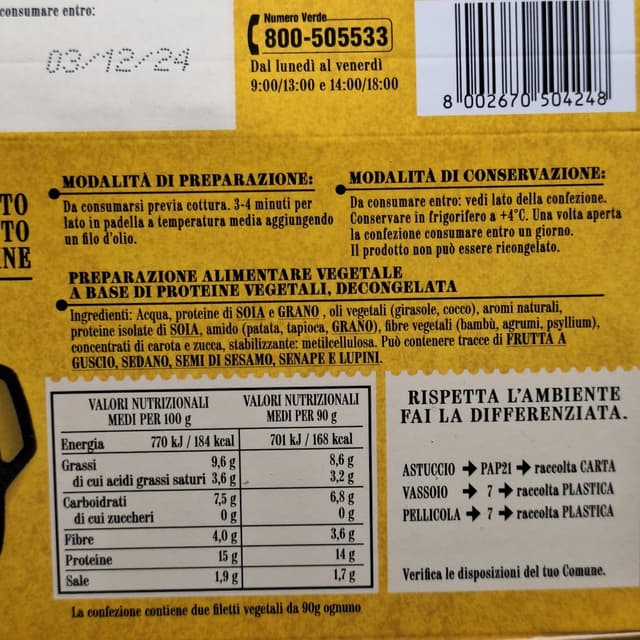 consumare entro:
03/12/24
Numero Verde
800-505533
Dal lunedì al venerdì
9:00/13:00 e 14:00/18:00
8 002670 504248
TO
TO
INE
MODALITÀ DI PREPARAZIONE:
Da consumarsi previa cottura. 3-4 minuti per
lato in padella a temperatura media aggiungendo
un filo d'olio.
MODALITÀ DI CONSERVAZIONE:
Da consumare entro: vedi lato della confezione.
Conservare in frigorifero a +4°C. Una volta aperta
la confezione consumare entro un giorno.
Il prodotto non può essere ricongelato.
PREPARAZIONE ALIMENTARE VEGETALE
A BASE DI PROTEINE VEGETALI, DECONGELATA
Ingredienti: Acqua, proteine di SOIA e GRANO, oli vegetali (girasole, cocco), aromi naturali,
proteine isolate di SOIA, amido (patata, tapioca, GRANO), fibre vegetali (bambù, agrumi, psyllium),
concentrati di carota e zucca, stabilizzante: metilcellulosa. Può contenere tracce di FRUTTA A
GUSCIO, SEDANO, SEMI DI SESAMO, SENAPE E LUPINI.
VALORI NUTRIZIONALI MEDI PER 100 g VALORI NUTRIZIONALI MEDI PER 90 g
Energia 770 kJ / 184 kcal 701 kJ / 168 kcal
Grassi 9,6 g 8,6 g
di cui acidi grassi saturi 3,6 g 3,2 g
Carboidrati 7,5 g 6,8 g
di cui zuccheri 0 g 0 g
Fibre 4,0 g 3,6 g
Proteine 15 g 14 g
Sale 1,9 g 1,7 g
La confezione contiene due filetti vegetali da 90g ognuno
RISPETTA L'AMBIENTE
FAI LA DIFFERENZIATA.
ASTUCCIO → PAP21 → raccolta CARTA
VASSOIO → 7 → raccolta PLASTICA
PELLICOLA → 7 → raccolta PLASTICA
Verifica le disposizioni del tuo Comune.